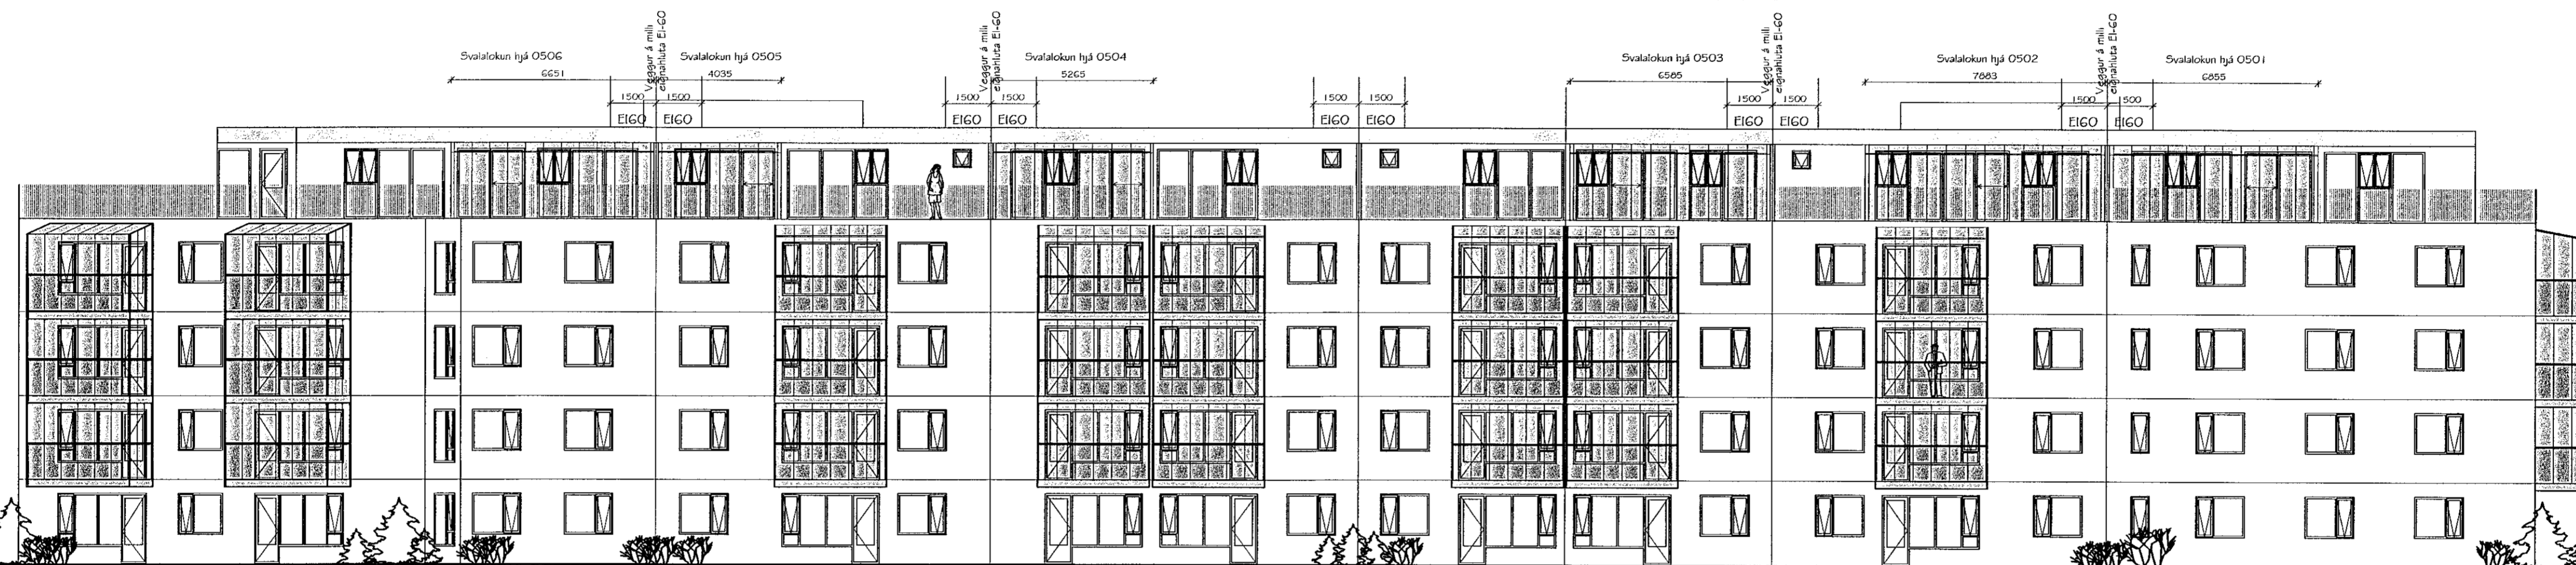 Svalalokun hjá 0506
6651
Veggur á milli
eignahluta EI-60
Svalalokun hjá 0505
4035
1500
1500
EI60
EI60
Veggur á milli
eignahluta EI-60
Svalalokun hjá 0504
5265
1500
1500
EI60
EI60
1500
1500
EI60
EI60
Svalalokun hjá 0503
6585
Veggur á milli
eignahluta EI-60
1500
1500
EI60
EI60
Svalalokun hjá 0502
7883
Veggur á milli
eignahluta EI-60
Svalalokun hjá 0501
6855
1500
1500
EI60
EI60